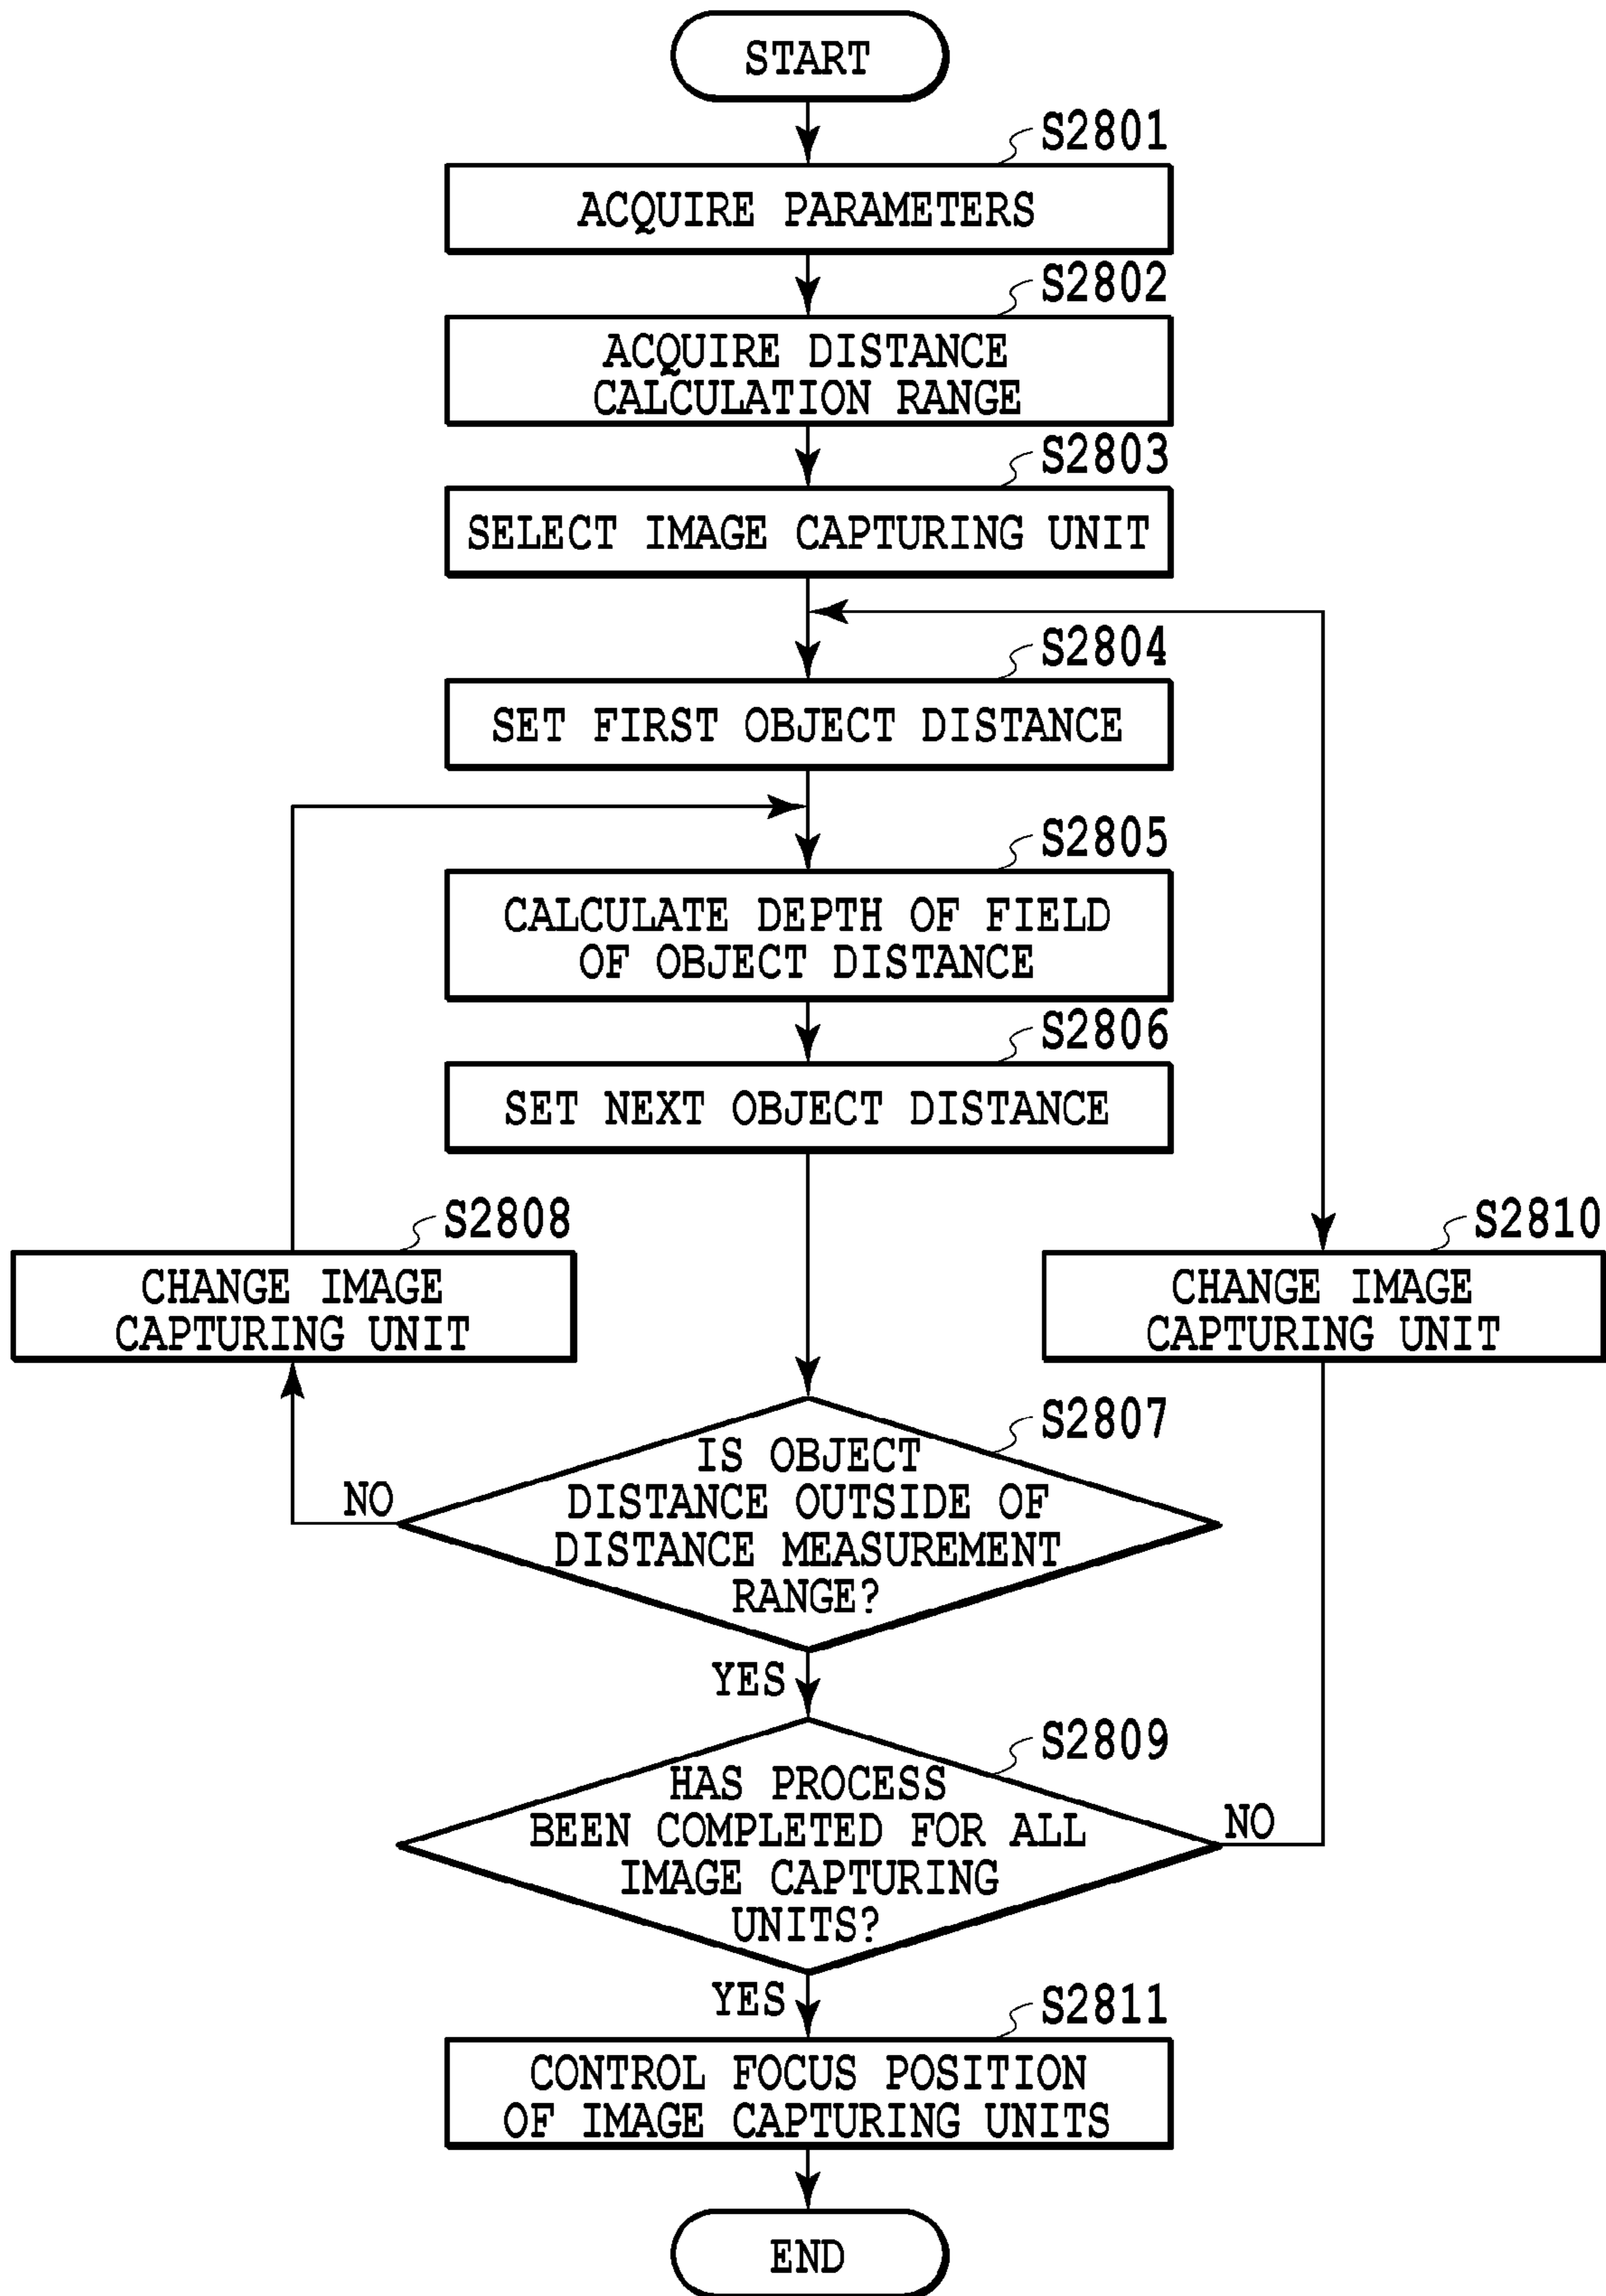 START
S2801
ACQUIRE PARAMETERS
S2802
ACQUIRE DISTANCE
CALCULATION RANGE
S2803
SELECT IMAGE CAPTURING UNIT
S2804
SET FIRST OBJECT DISTANCE
S2805
CALCULATE DEPTH OF FIELD
OF OBJECT DISTANCE
S2806
SET NEXT OBJECT DISTANCE
S2808
CHANGE IMAGE
CAPTURING UNIT
S2810
CHANGE IMAGE
CAPTURING UNIT
S2807
IS OBJECT
DISTANCE OUTSIDE OF
DISTANCE MEASUREMENT
RANGE?
NO
YES
S2809
HAS PROCESS
BEEN COMPLETED FOR ALL
IMAGE CAPTURING
UNITS?
NO
YES
S2811
CONTROL FOCUS POSITION
OF IMAGE CAPTURING UNITS
END